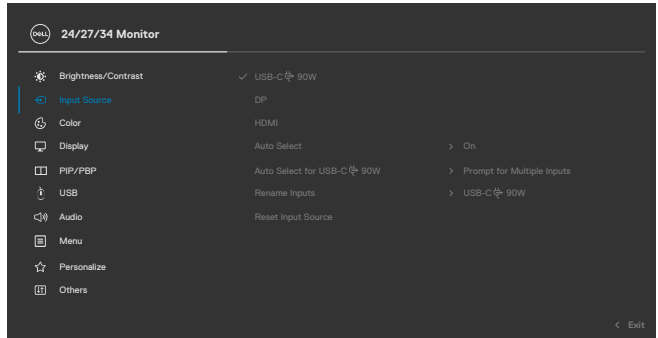 DELL 24/27/34 Monitor
Brightness/Contrast USB-C 90W
Input Source DP
Color HDMI
Display Auto Select On
PIP/PBP Auto Select for USB-C 90W Prompt for Multiple Inputs
USB Rename Inputs USB-C 90W
Audio Reset Input Source
Menu
Personalize
Others
Exit